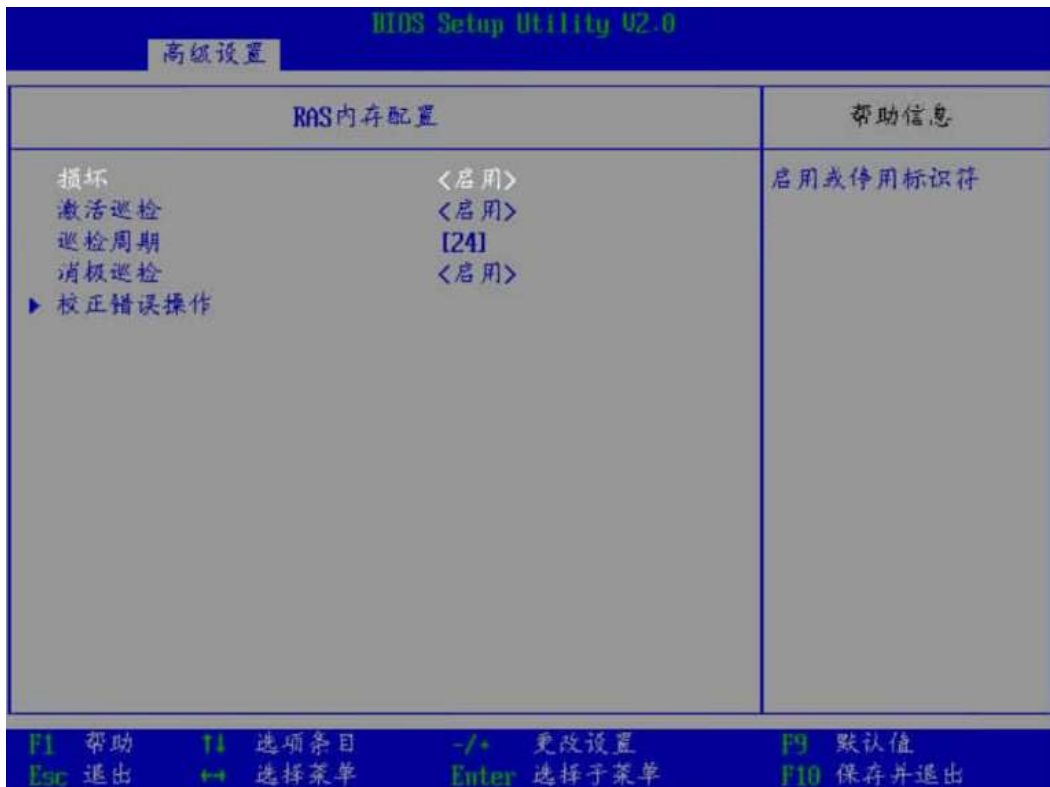 BIOS Setup Utility V2.0
高级设置
RAS内存配置
帮助信息
损坏 <启用>
激活巡检 <启用>
巡检周期 [24]
消极巡检 <启用>
校正错误操作
启用或停用标识符
F1 帮助 ↑↓ 选项条目 -/+ 更改设置 F9 默认值
Esc 退出 ←→ 选择菜单 Enter 选择子菜单 F10 保存并退出